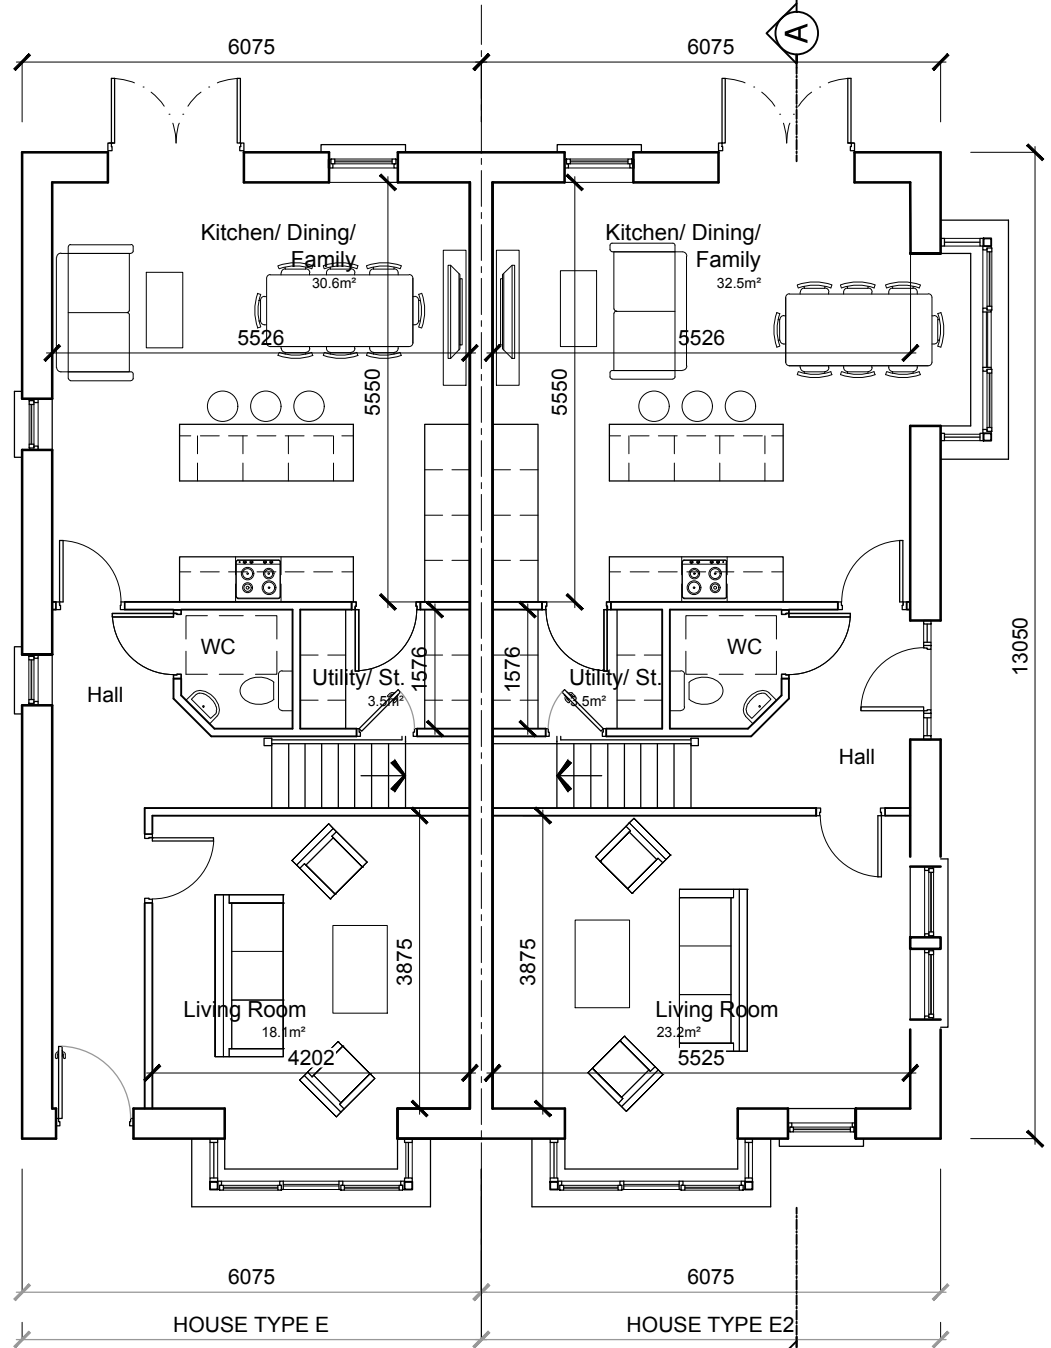 6075
6075
A
Kitchen/ Dining/
Family
30.6m²
Kitchen/ Dining/
Family
32.5m²
5526
5526
5550
5550
13050
WC
WC
Hall
Utility/ St.
3.5m²
1576
1576
Utility/ St.
3.5m²
Hall
3875
3875
Living Room
18.1m²
4202
Living Room
23.2m²
5525
6075
6075
HOUSE TYPE E
HOUSE TYPE E2